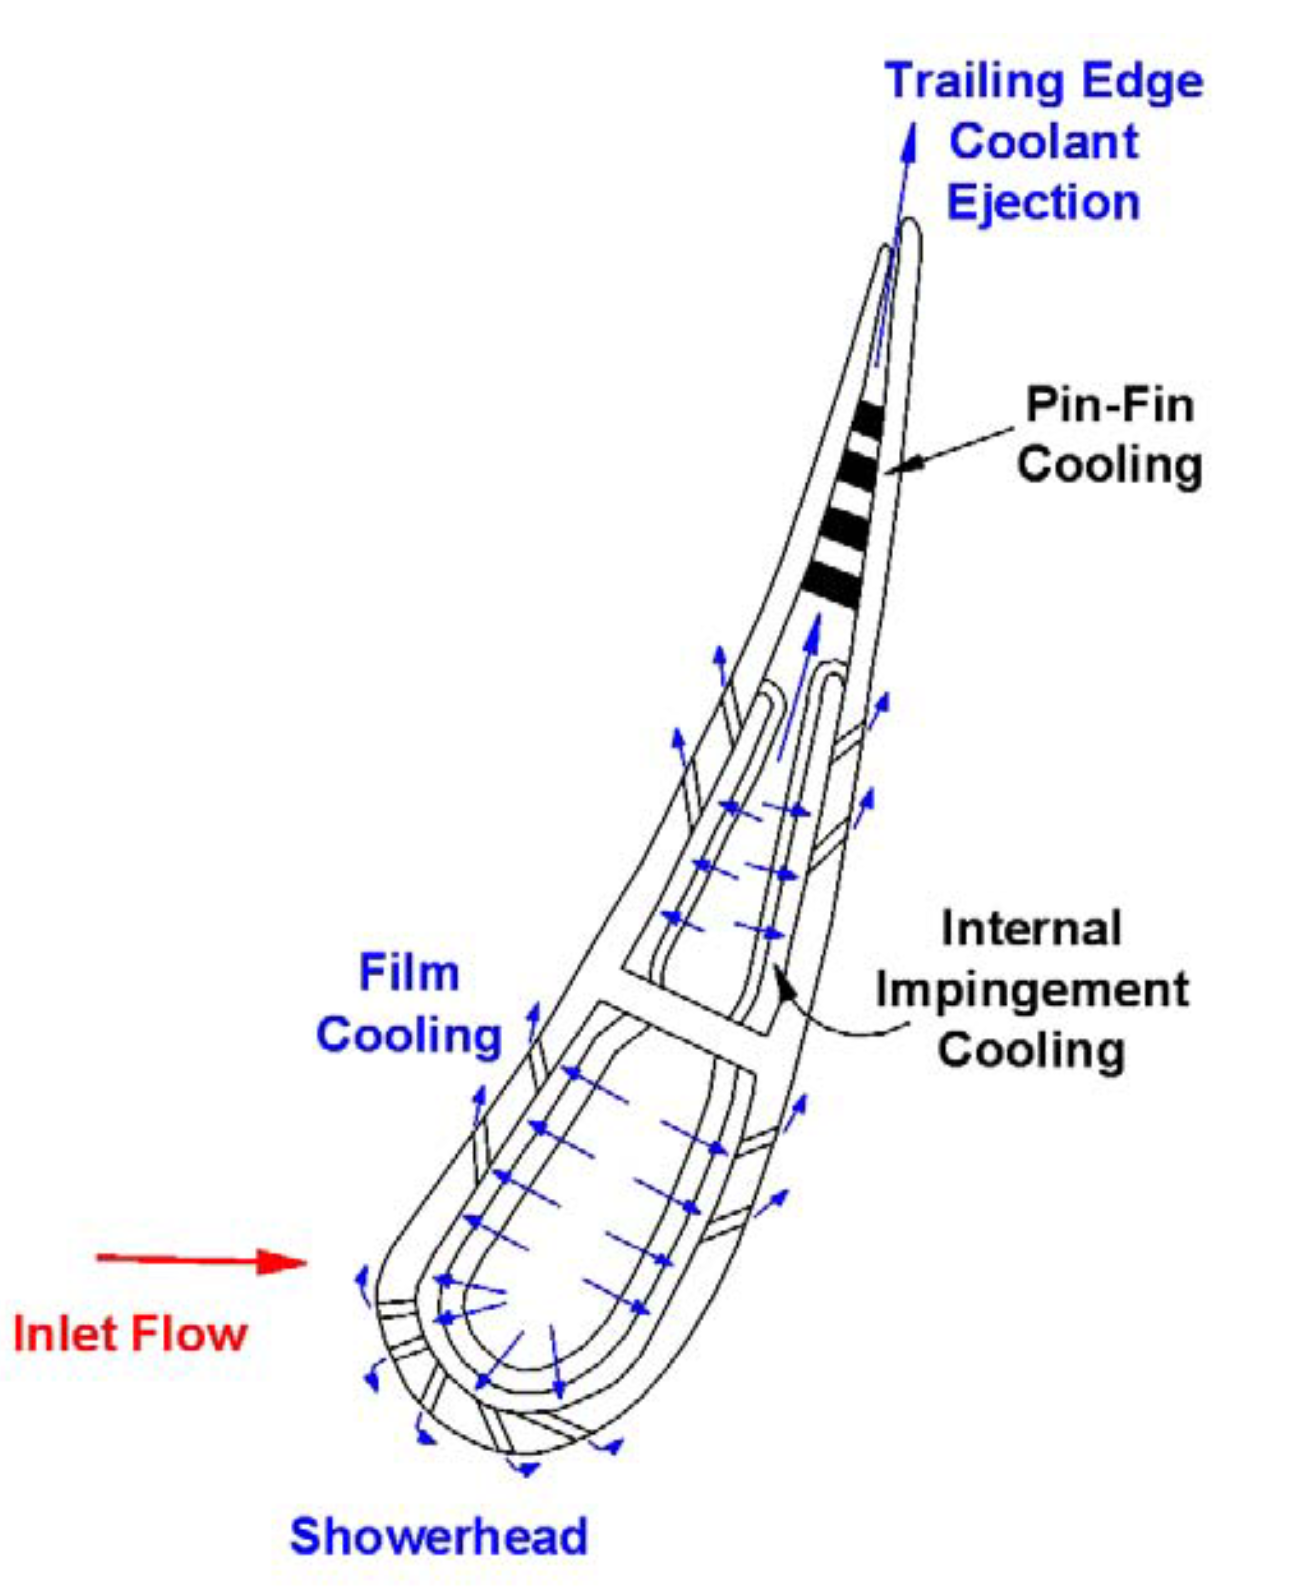 Trailing Edge
Coolant
Ejection
Pin-Fin
Cooling
Internal
Impingement
Cooling
Film
Cooling
Inlet Flow
Showerhead